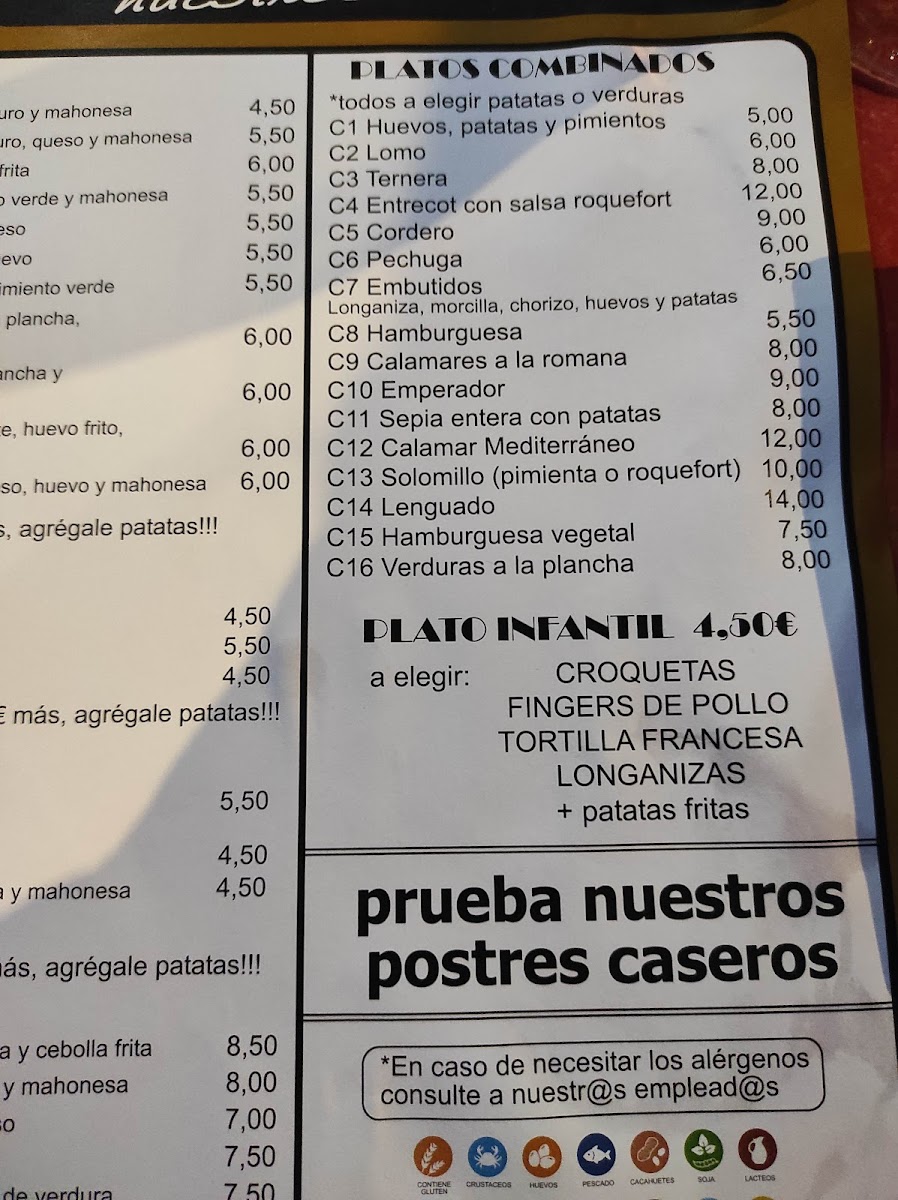 uro y mahonesa 4,50
uro, queso y mahonesa 5,50
frita 6,00
o verde y mahonesa 5,50
eso 5,50
evo 5,50
imiento verde 5,50
plancha,
6,00
ancha y
6,00
e, huevo frito,
6,00
so, huevo y mahonesa 6,00
s, agrégale patatas!!!
4,50
5,50
4,50
€ más, agrégale patatas!!!
5,50
4,50
a y mahonesa 4,50
más, agrégale patatas!!!
a y cebolla frita 8,50
y mahonesa 8,00
so 7,00
7,50
de verdura 7,50
PLATOS COMBINADOS
*todos a elegir patatas o verduras
C1 Huevos, patatas y pimientos 5,00
C2 Lomo 6,00
C3 Ternera 8,00
C4 Entrecot con salsa roquefort 12,00
C5 Cordero 9,00
C6 Pechuga 6,00
C7 Embutidos 6,50
Longaniza, morcilla, chorizo, huevos y patatas
C8 Hamburguesa 5,50
C9 Calamares a la romana 8,00
C10 Emperador 9,00
C11 Sepia entera con patatas 8,00
C12 Calamar Mediterráneo 12,00
C13 Solomillo (pimienta o roquefort) 10,00
C14 Lenguado 14,00
C15 Hamburguesa vegetal 7,50
C16 Verduras a la plancha 8,00
PLATO INFANTIL 4,50€
a elegir: CROQUETAS
FINGERS DE POLLO
TORTILLA FRANCESA
LONGANIZAS
+ patatas fritas
prueba nuestros
postres caseros
*En caso de necesitar los alérgenos
consulte a nuestr@s emplead@s
CONTIENE GLUTEN CRUSTACEOS HUEVOS PESCADO CACAHUETES SOJA LACTEOS